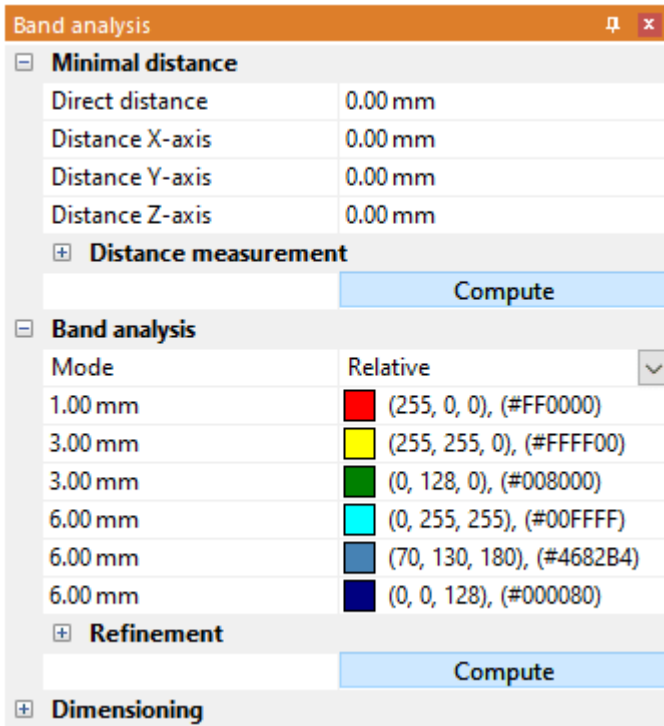 Band analysis
Minimal distance
Direct distance 0.00 mm
Distance X-axis 0.00 mm
Distance Y-axis 0.00 mm
Distance Z-axis 0.00 mm
Distance measurement
Compute
Band analysis
Mode Relative
1.00 mm (255, 0, 0), (#FF0000)
3.00 mm (255, 255, 0), (#FFFF00)
3.00 mm (0, 128, 0), (#008000)
6.00 mm (0, 255, 255), (#00FFFF)
6.00 mm (70, 130, 180), (#4682B4)
6.00 mm (0, 0, 128), (#000080)
Refinement
Compute
Dimensioning